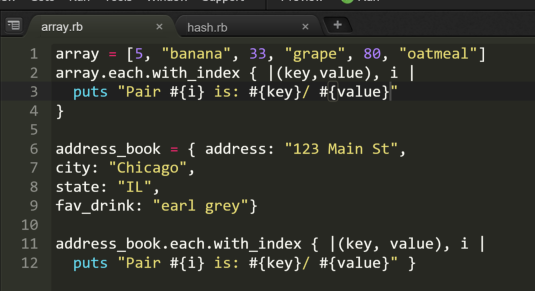 array.rb × hash.rb × +
1 array = [5, "banana", 33, "grape", 80, "oatmeal"]
2 array.each.with_index { |(key,value), i |
3   puts "Pair #{i} is: #{key}/ #{value}"
4 }
5
6 address_book = { address: "123 Main St",
7 city: "Chicago",
8 state: "IL",
9 fav_drink: "earl grey"}
10
11 address_book.each.with_index { |(key, value), i |
12   puts "Pair #{i} is: #{key}/ #{value}" }